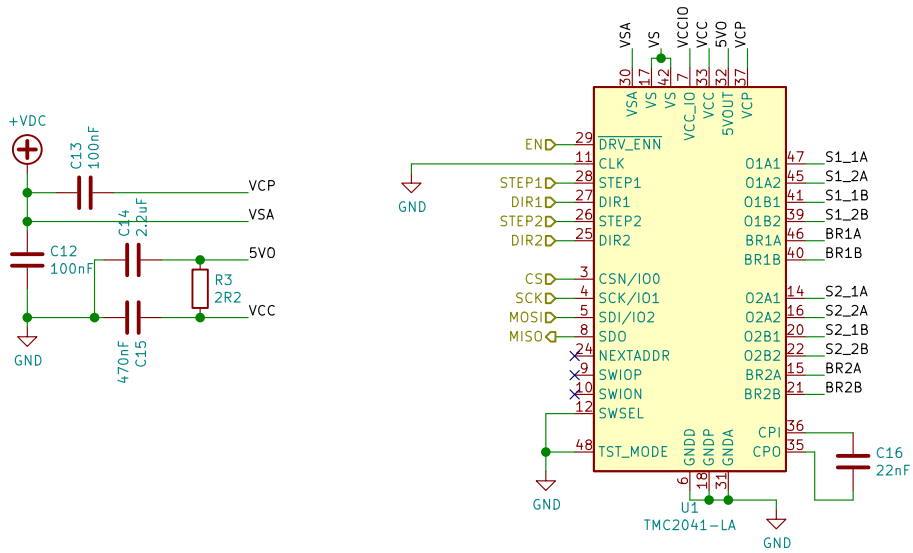 +VDC
C13
100nF
VCP
VSA
C14
2.2uF
C12
100nF
5VO
R3
2R2
VCC
470nF
C15
GND
VSA
VS
VCCIO
VCC
5VO
VCP
30
17
42
7
33
32
37
VSA
VS
VS
VCC_IO
VCC
5VOUT
VCP
EN 29 DRV_ENN
11 CLK
GND
STEP1 28 STEP1
DIR1 27 DIR1
STEP2 26 STEP2
DIR2 25 DIR2
CS 3 CSN/IO0
SCK 4 SCK/IO1
MOSI 5 SDI/IO2
MISO 8 SDO
24 NEXTADDR
9 SWIOP
10 SWION
12 SWSEL
48 TST_MODE
GND
O1A1 47 S1_1A
O1A2 45 S1_2A
O1B1 41 S1_1B
O1B2 39 S1_2B
BR1A 46 BR1A
BR1B 40 BR1B
O2A1 14 S2_1A
O2A2 16 S2_2A
O2B1 20 S2_1B
O2B2 22 S2_2B
BR2A 15 BR2A
BR2B 21 BR2B
CPI 36
CPO 35
C16
22nF
GNDD
GNDP
GNDA
6
18
31
U1
TMC2041-LA
GND